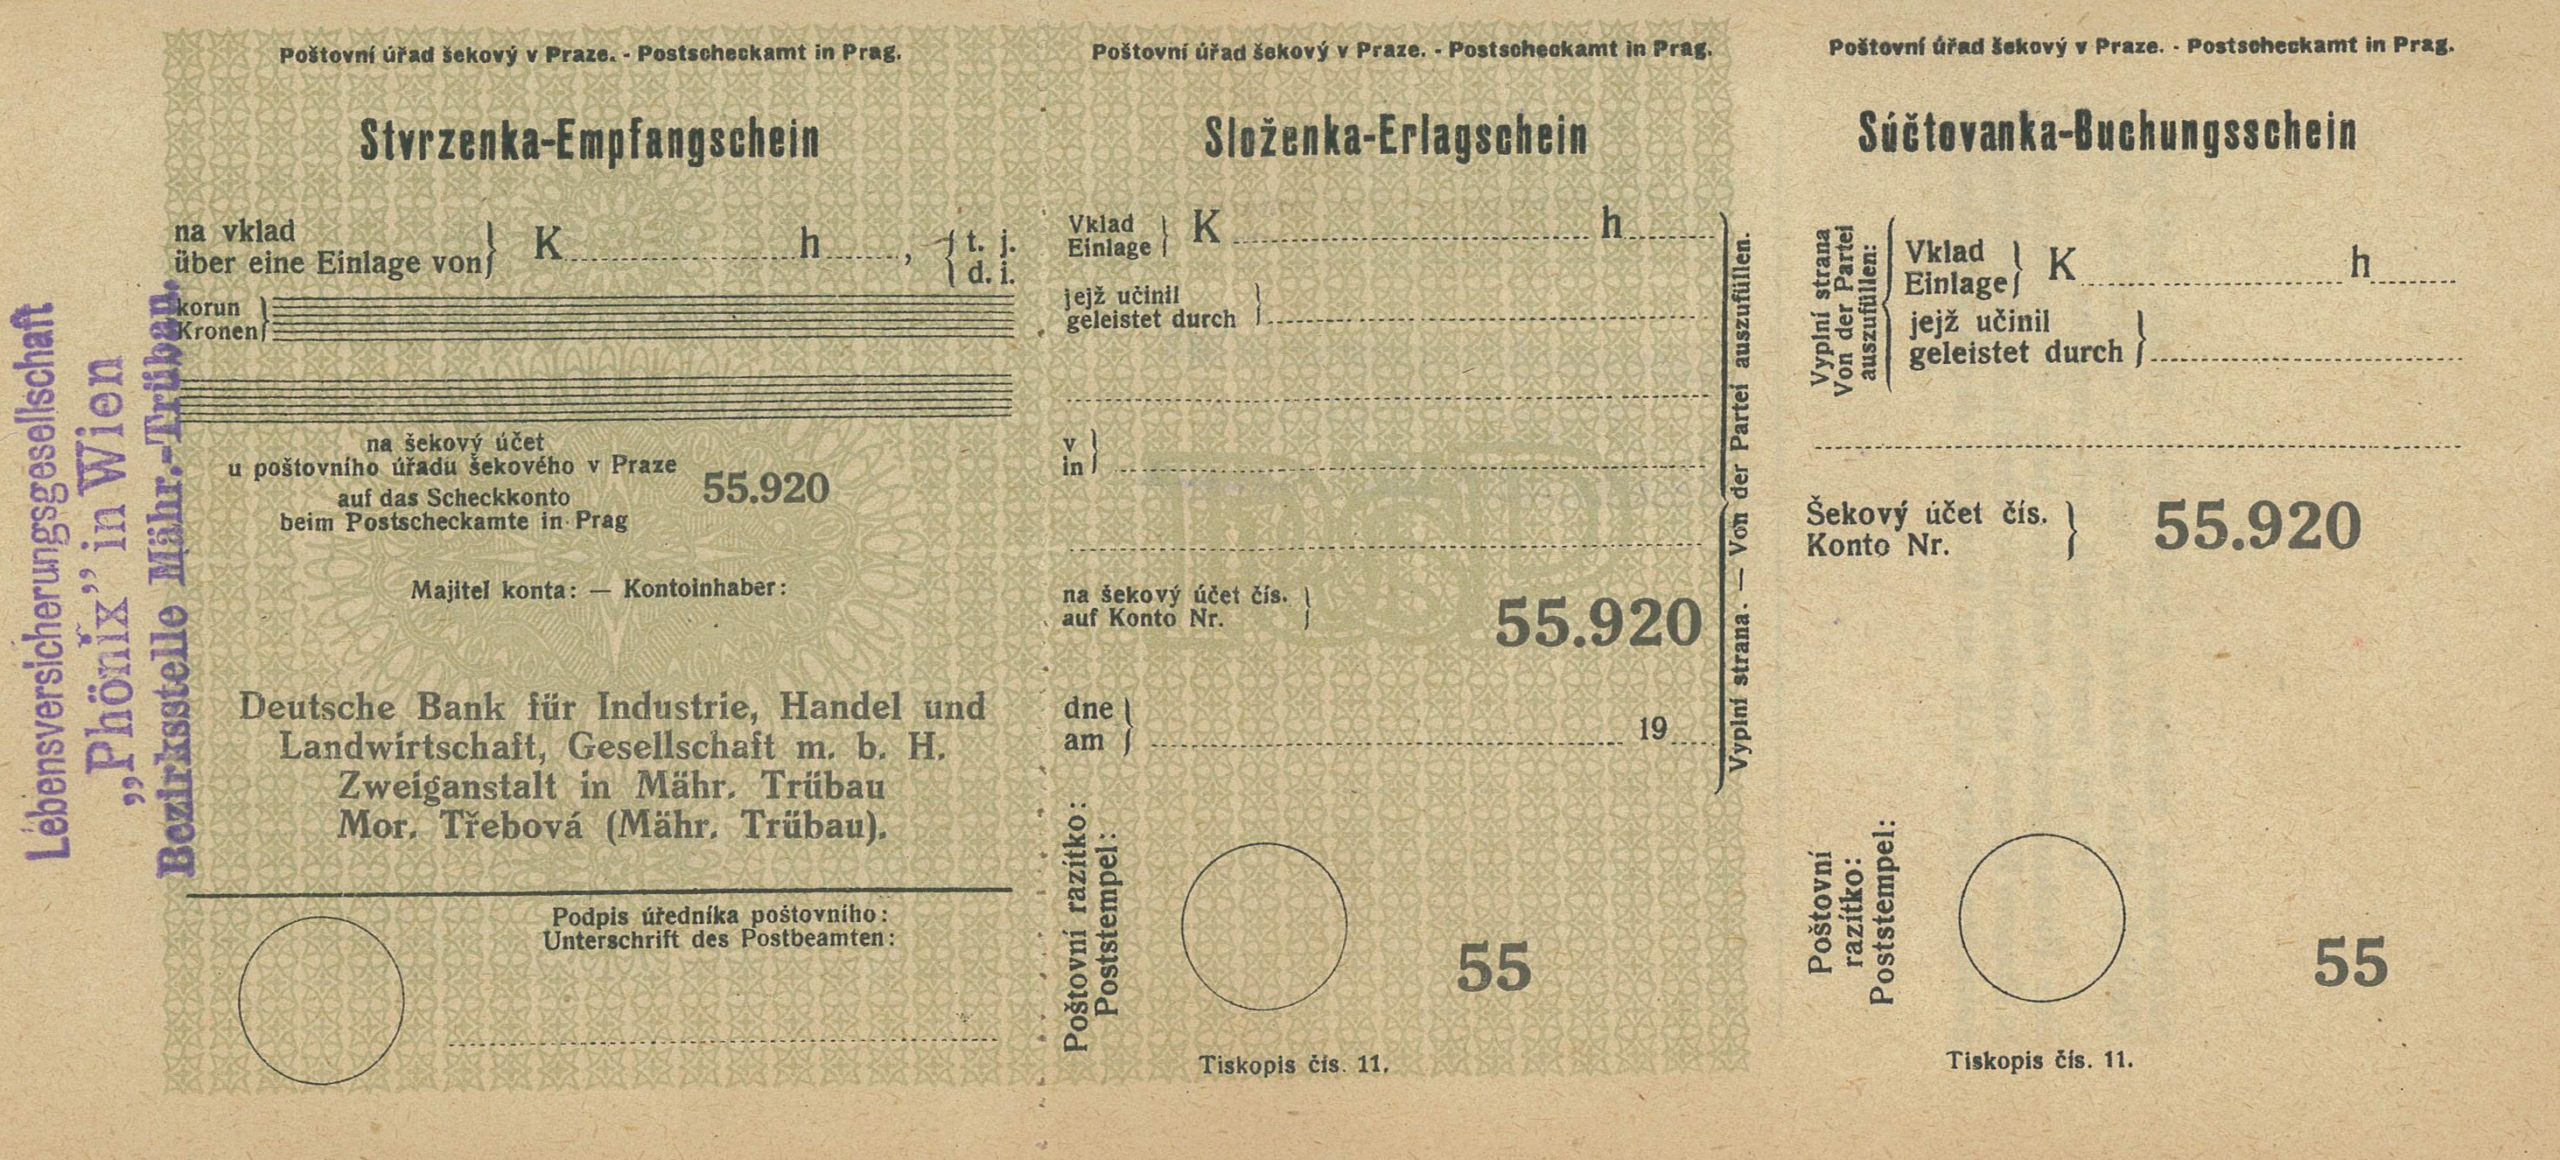 Lebensversicherungsgesellschaft
„Phönix” in Wien
Bezirksstelle Mähr.-Trübau.
Poštovní úřad šekový v Praze. - Postscheckamt in Prag.
Stvrzenka-Empfangschein
na vklad
über eine Einlage von} K h , { t. j.
d. i.
korun
Kronen
na šekový účet
u poštovního úřadu šekového v Praze
auf das Scheckkonto
beim Postscheckamte in Prag
55.920
Majitel konta: — Kontoinhaber:
Deutsche Bank für Industrie, Handel und
Landwirtschaft, Gesellschaft m. b. H.
Zweiganstalt in Mähr. Trübau
Mor. Třebová (Mähr. Trübau).
Podpis úředníka poštovního:
Unterschrift des Postbeamten:
Poštovní úřad šekový v Praze. - Postscheckamt in Prag.
Složenka-Erlagschein
Vklad
Einlage } K h
jejž učinil
geleistet durch
v
in
na šekový účet čís.
auf Konto Nr.
55.920
dne
am
19
Vyplní strana. — Von der Partei auszufüllen.
Poštovní razítko:
Poststempel:
55
Tiskopis čís. 11.
Poštovní úřad šekový v Praze. - Postscheckamt in Prag.
Súčtovanka-Buchungsschein
Vyplní strana
Von der Partei
auszufüllen:
Vklad
Einlage } K h
jejž učinil
geleistet durch
Šekový účet čís.
Konto Nr.
55.920
Poštovní
razítko:
Poststempel:
55
Tiskopis čís. 11.